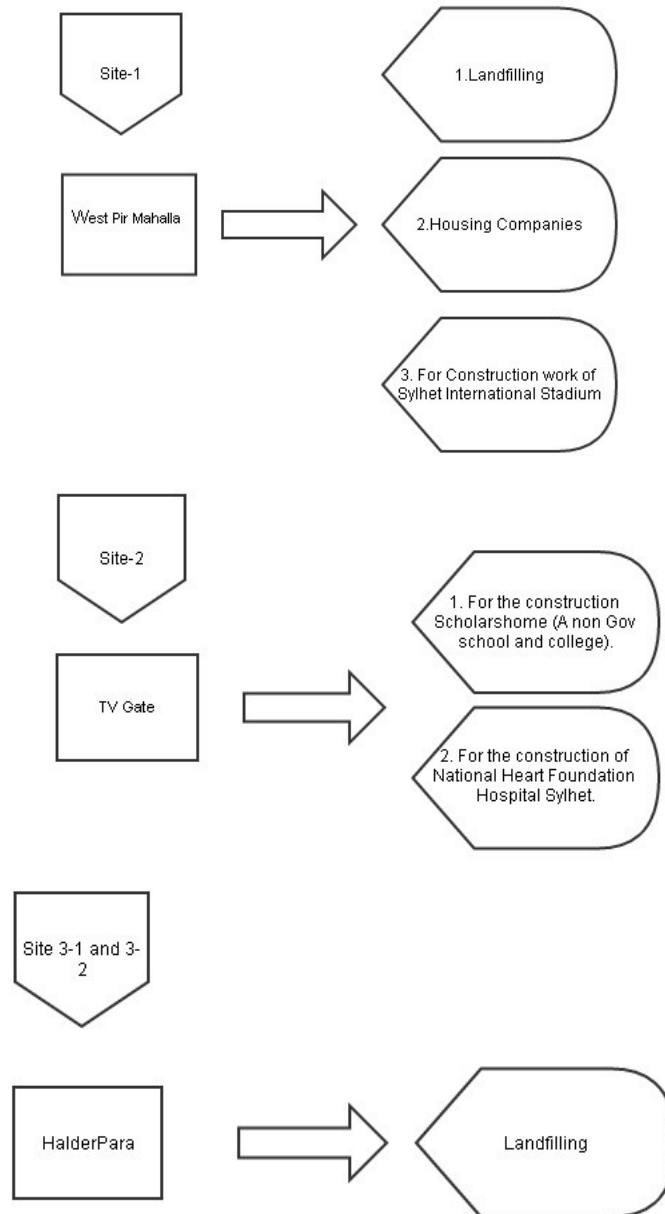 Site-1
1.Landfilling
West Pir Mahalla
2.Housing Companies
3. For Construction work of
Sylhet International Stadium
Site-2
1. For the construction
Scholarshome (A non Gov
school and college).
TV Gate
2. For the construction of
National Heart Foundation
Hospital Sylhet.
Site 3-1 and 3-
2
HalderPara
Landfilling